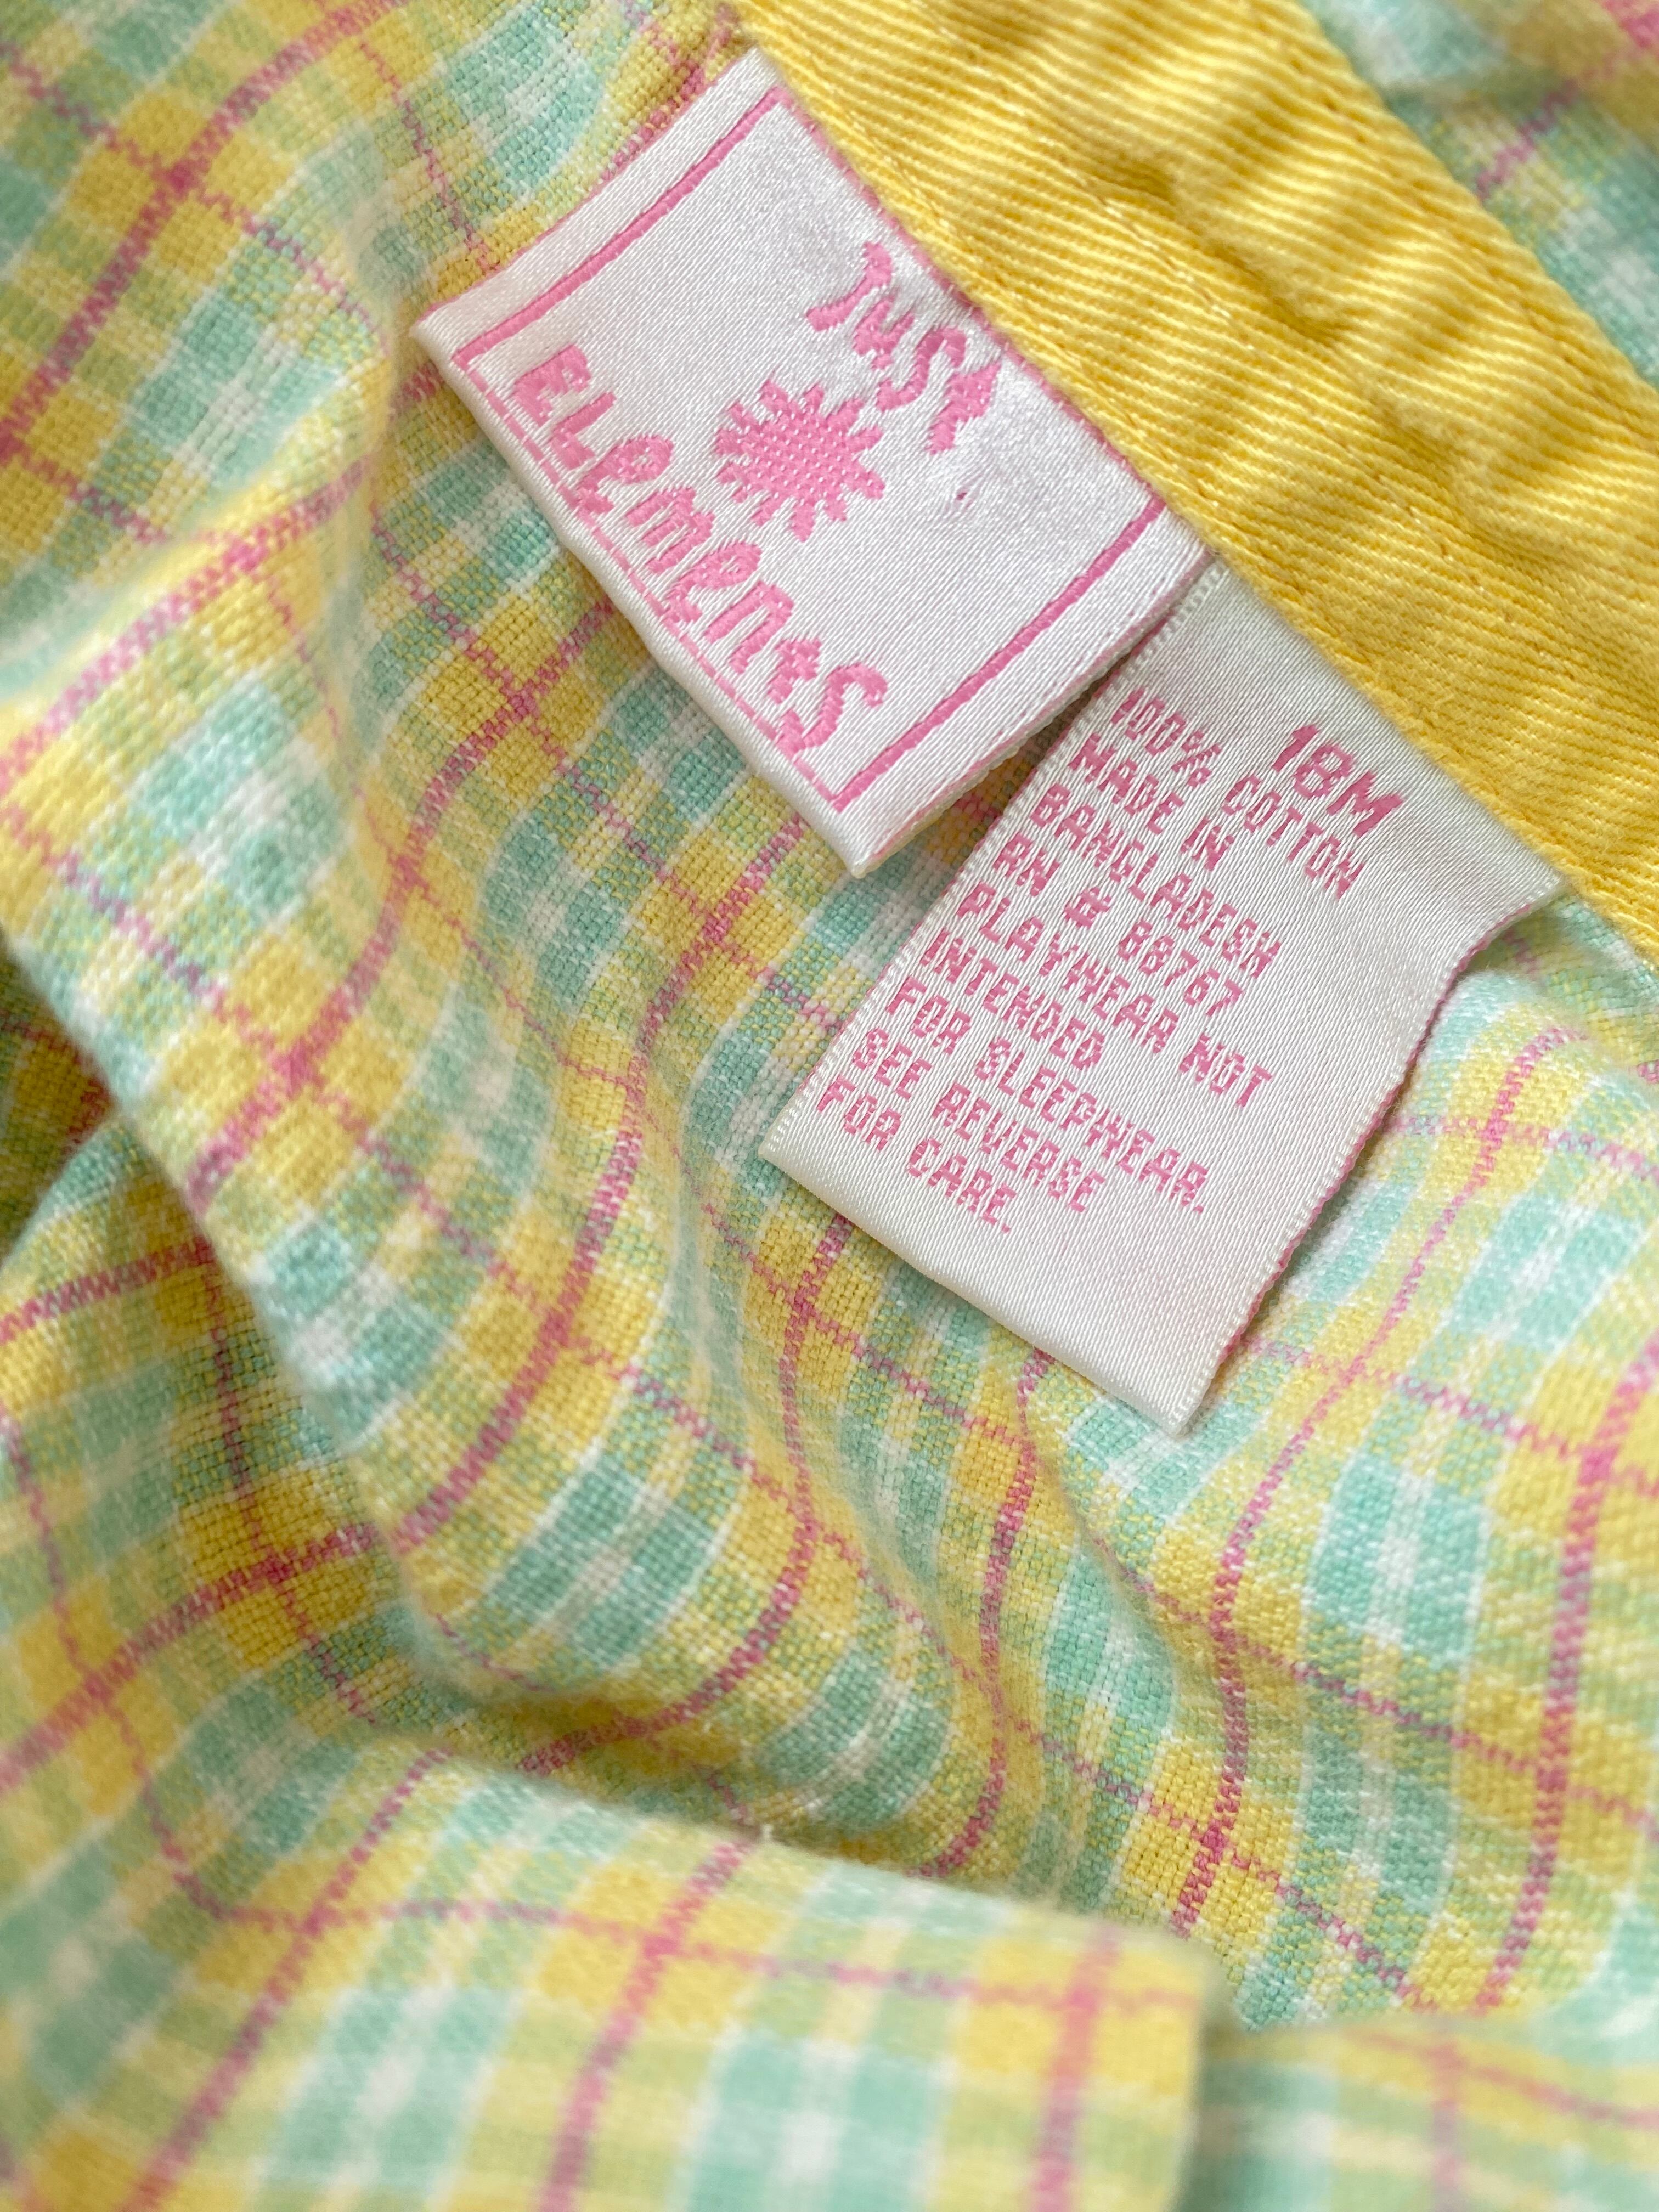 Just
Elements
18M
100% COTTON
MADE IN
BANGLADESH
RN # 88767
PLAYWEAR NOT
INTENDED
FOR SLEEPWEAR.
SEE REVERSE
FOR CARE.